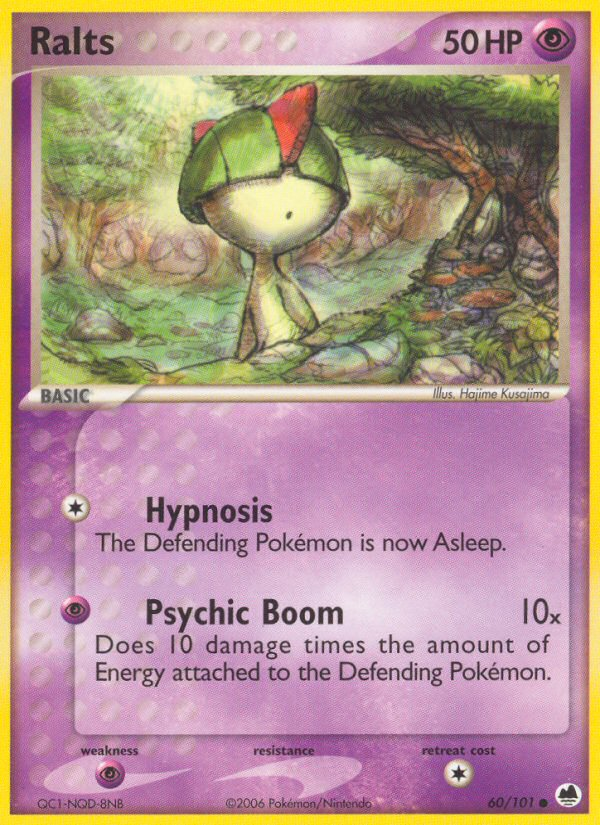 Ralts 50 HP
BASIC Illus. Hajime Kusajima
Hypnosis
The Defending Pokémon is now Asleep.
Psychic Boom 10x
Does 10 damage times the amount of
Energy attached to the Defending Pokémon.
weakness resistance retreat cost
QC1-NQD-8NB ©2006 Pokémon/Nintendo 60/101